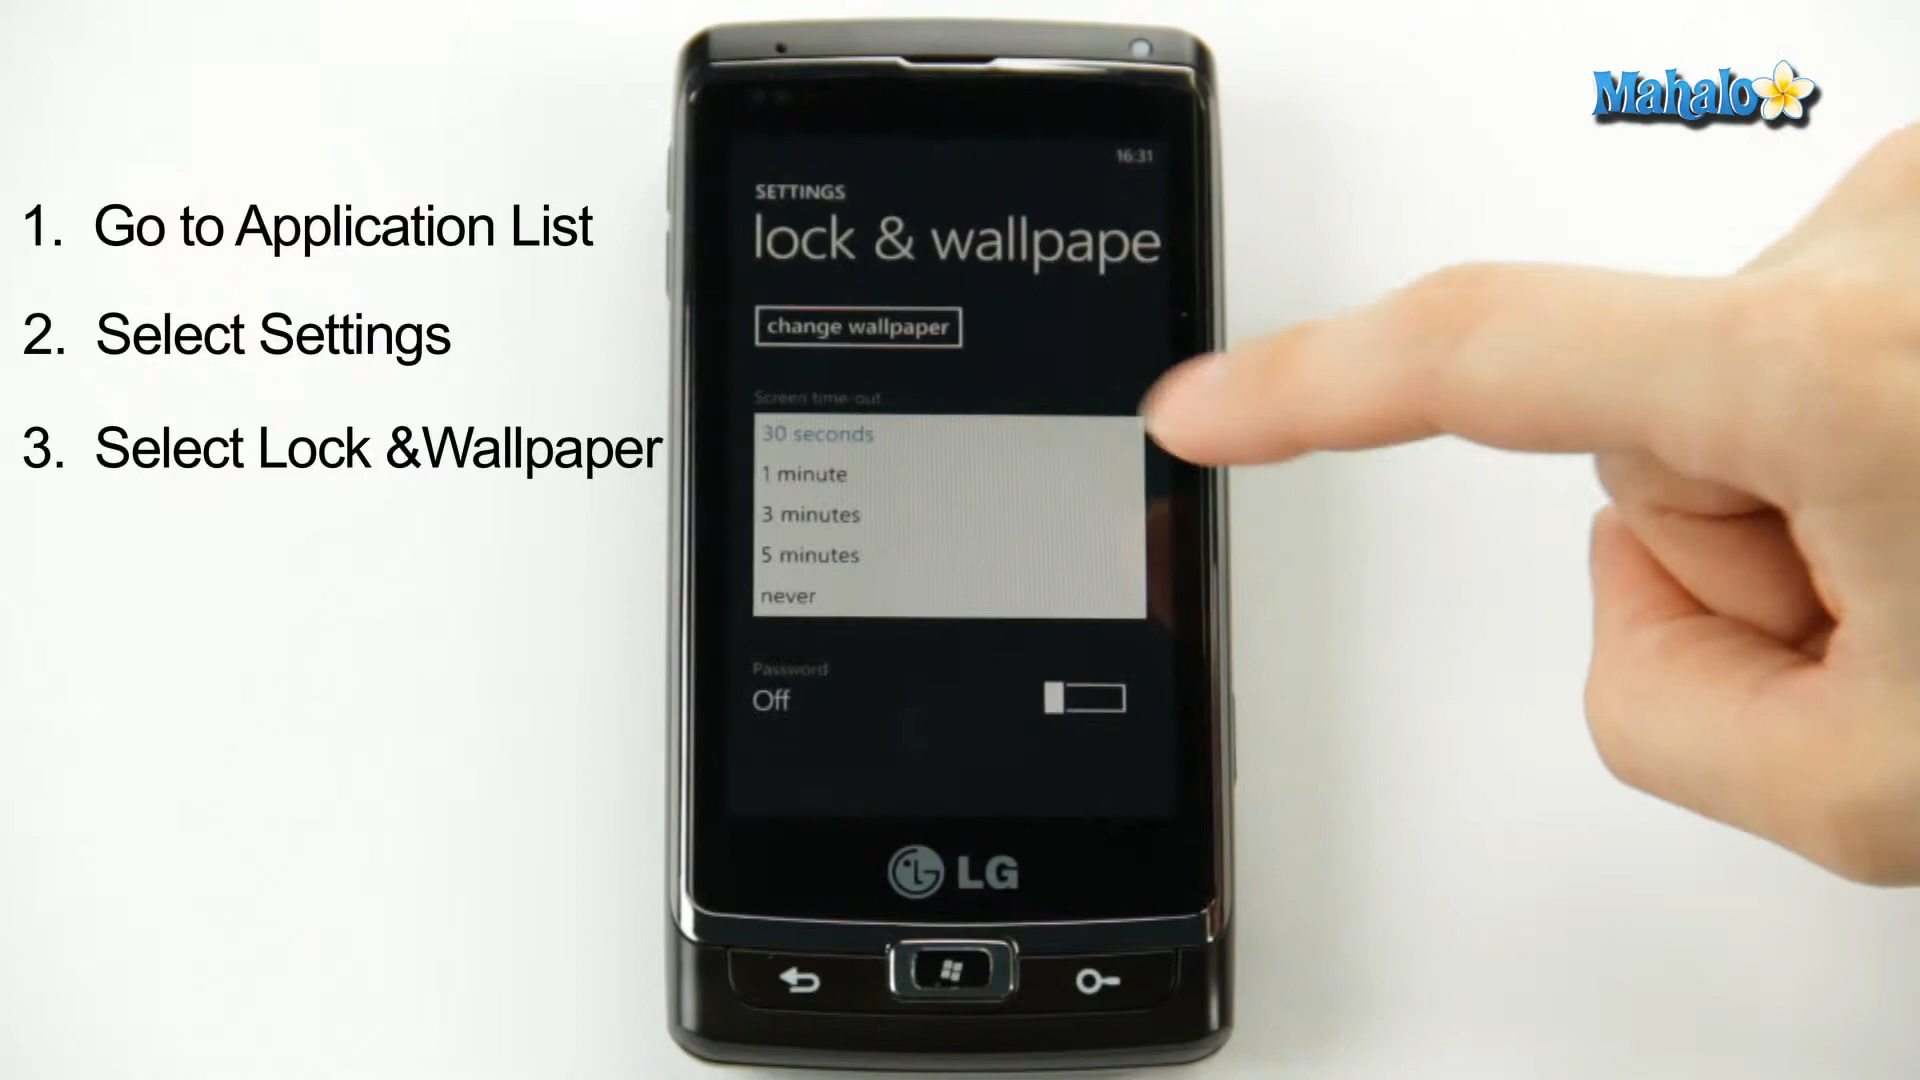 Mahalo
1. Go to Application List
2. Select Settings
3. Select Lock &Wallpaper
16:31
SETTINGS
lock & wallpape
change wallpaper
Screen time-out
30 seconds
1 minute
3 minutes
5 minutes
never
Password
Off
LG